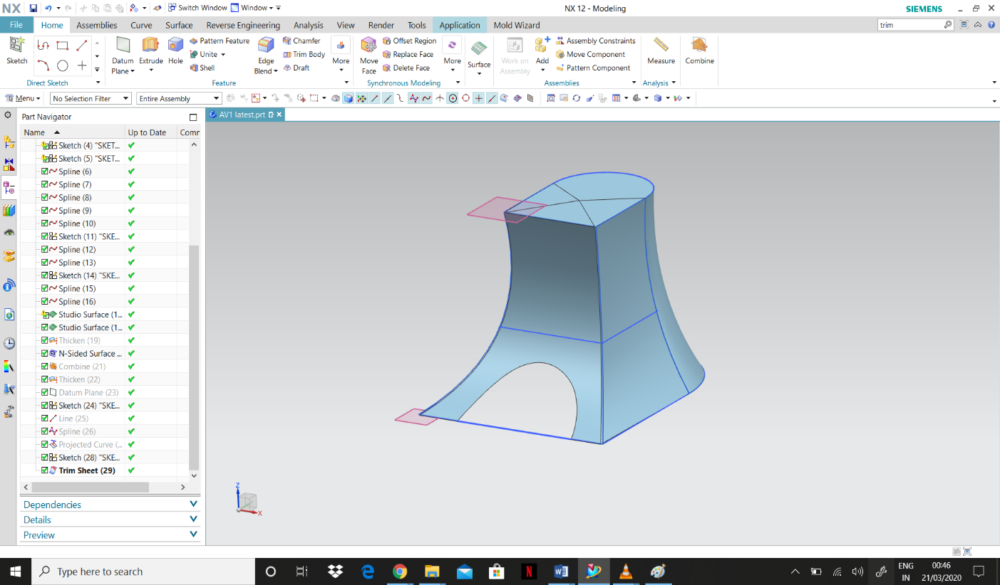 NX Switch Window Window NX 12 - Modeling SIEMENS
File Home Assemblies Curve Surface Reverse Engineering Analysis View Render Tools Application Mold Wizard trim
Sketch Datum Plane Extrude Hole Pattern Feature Unite Shell Edge Blend Chamfer Trim Body Draft More Move Face Offset Region Replace Face Delete Face More Surface Work on Assembly Add Assembly Constraints Move Component Pattern Component Measure Combine
Direct Sketch Feature Synchronous Modeling Assemblies Analysis
Menu No Selection Filter Entire Assembly
Part Navigator AV1 latest.prt
Name Up to Date Comr
Sketch (4) "SKET...
Sketch (5) "SKET...
Spline (6)
Spline (7)
Spline (8)
Spline (9)
Spline (10)
Sketch (11) "SKE...
Spline (12)
Spline (13)
Sketch (14) "SKE...
Spline (15)
Spline (16)
Studio Surface (1...
Studio Surface (1...
Thicken (19)
N-Sided Surface ...
Combine (21)
Thicken (22)
Datum Plane (23)
Sketch (24) "SKE...
Line (25)
Spline (26)
Projected Curve (...
Sketch (28) "SKE...
Trim Sheet (29)
Z
X
Dependencies
Details
Preview
Type here to search ENG 00:46
IN 21/03/2020